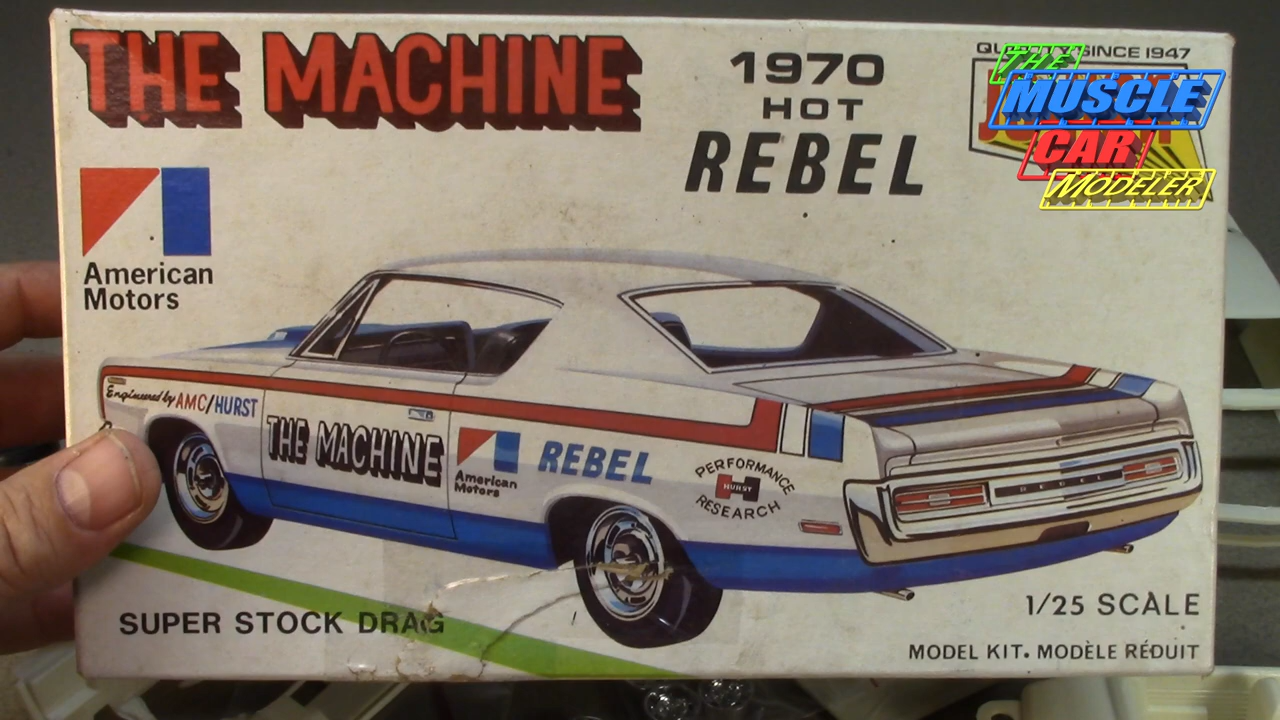 THE MACHINE
1970
HOT
REBEL
SINCE 1947
THE
MUSCLE
CAR
MODELER
American
Motors
Engineered by AMC/HURST
THE MACHINE
American
Motors
REBEL
PERFORMANCE
HURST
RESEARCH
REBEL
SUPER STOCK DRAG
1/25 SCALE
MODEL KIT. MODÈLE RÉDUIT